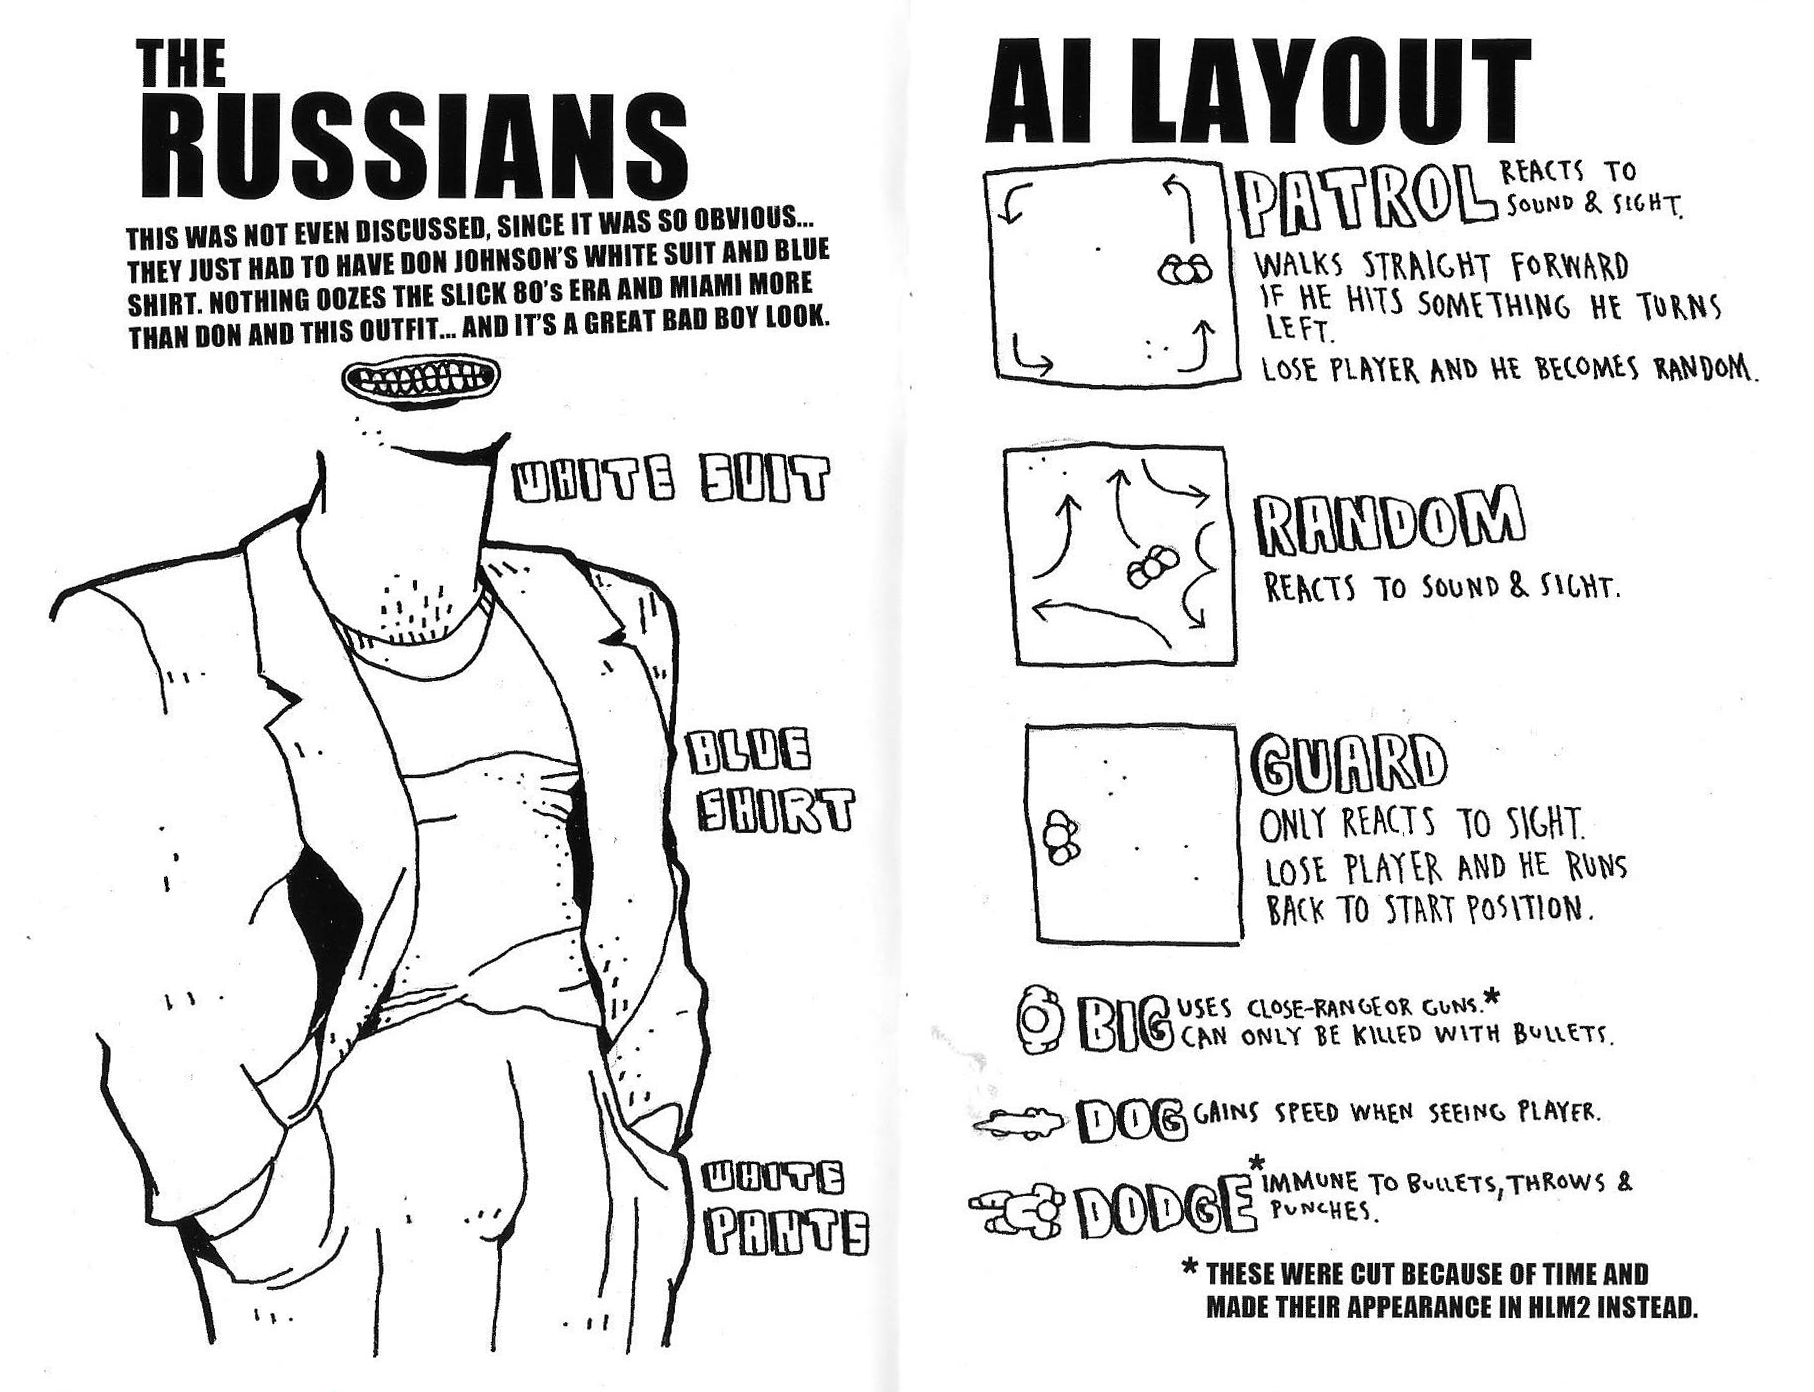 THE
RUSSIANS
THIS WAS NOT EVEN DISCUSSED, SINCE IT WAS SO OBVIOUS...
THEY JUST HAD TO HAVE DON JOHNSON'S WHITE SUIT AND BLUE
SHIRT. NOTHING OOZES THE SLICK 80's ERA AND MIAMI MORE
THAN DON AND THIS OUTFIT... AND IT'S A GREAT BAD BOY LOOK.
WHITE SUIT
BLUE
SHIRT
WHITE
PANTS
AI LAYOUT
PATROL REACTS TO
SOUND & SIGHT.
WALKS STRAIGHT FORWARD
IF HE HITS SOMETHING HE TURNS
LEFT.
LOSE PLAYER AND HE BECOMES RANDOM.
RANDOM
REACTS TO SOUND & SIGHT.
GUARD
ONLY REACTS TO SIGHT.
LOSE PLAYER AND HE RUNS
BACK TO START POSITION.
BIG USES CLOSE-RANGE OR GUNS.*
CAN ONLY BE KILLED WITH BULLETS.
DOG GAINS SPEED WHEN SEEING PLAYER.
DODGE* IMMUNE TO BULLETS, THROWS &
PUNCHES.
* THESE WERE CUT BECAUSE OF TIME AND
MADE THEIR APPEARANCE IN HLM2 INSTEAD.